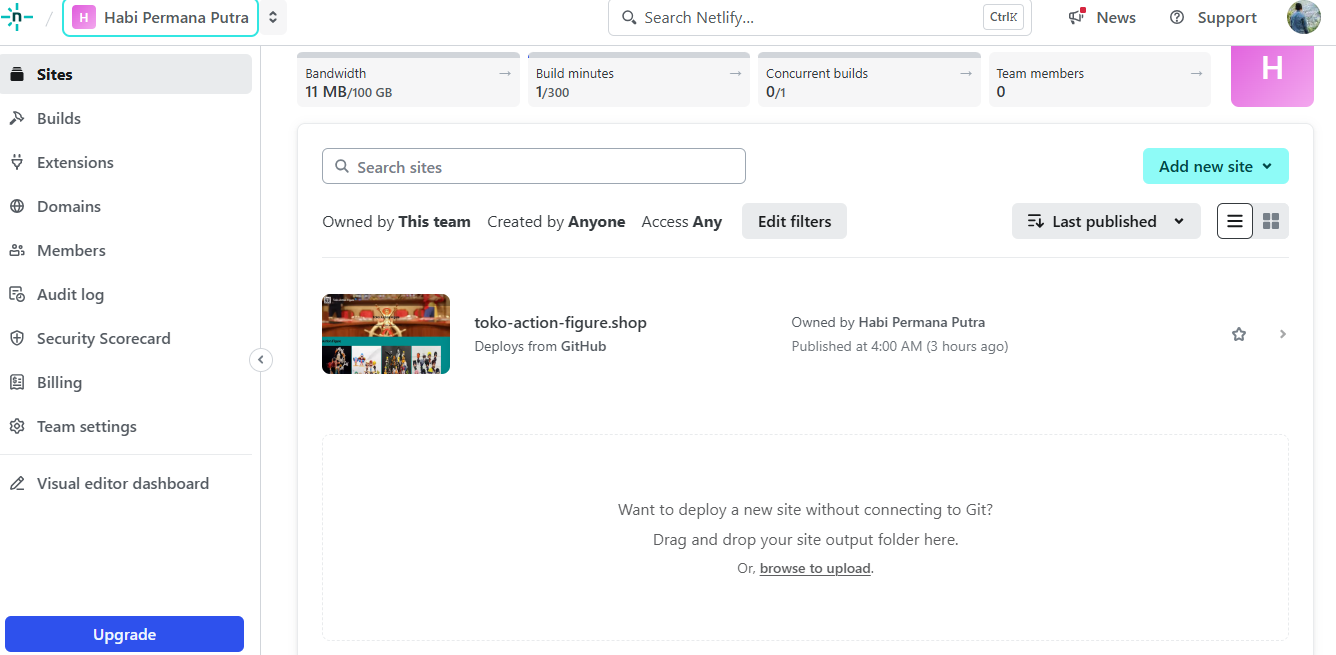 H Habi Permana Putra
Search Netlify...
CtrlK
News
Support
Sites
Builds
Extensions
Domains
Members
Audit log
Security Scorecard
Billing
Team settings
Visual editor dashboard
Upgrade
Bandwidth →
11 MB/100 GB
Build minutes →
1/300
Concurrent builds →
0/1
Team members →
0
H
Search sites
Add new site
Owned by This team Created by Anyone Access Any
Edit filters
Last published
toko-action-figure.shop
Deploys from GitHub
Owned by Habi Permana Putra
Published at 4:00 AM (3 hours ago)
Want to deploy a new site without connecting to Git?
Drag and drop your site output folder here.
Or, browse to upload.